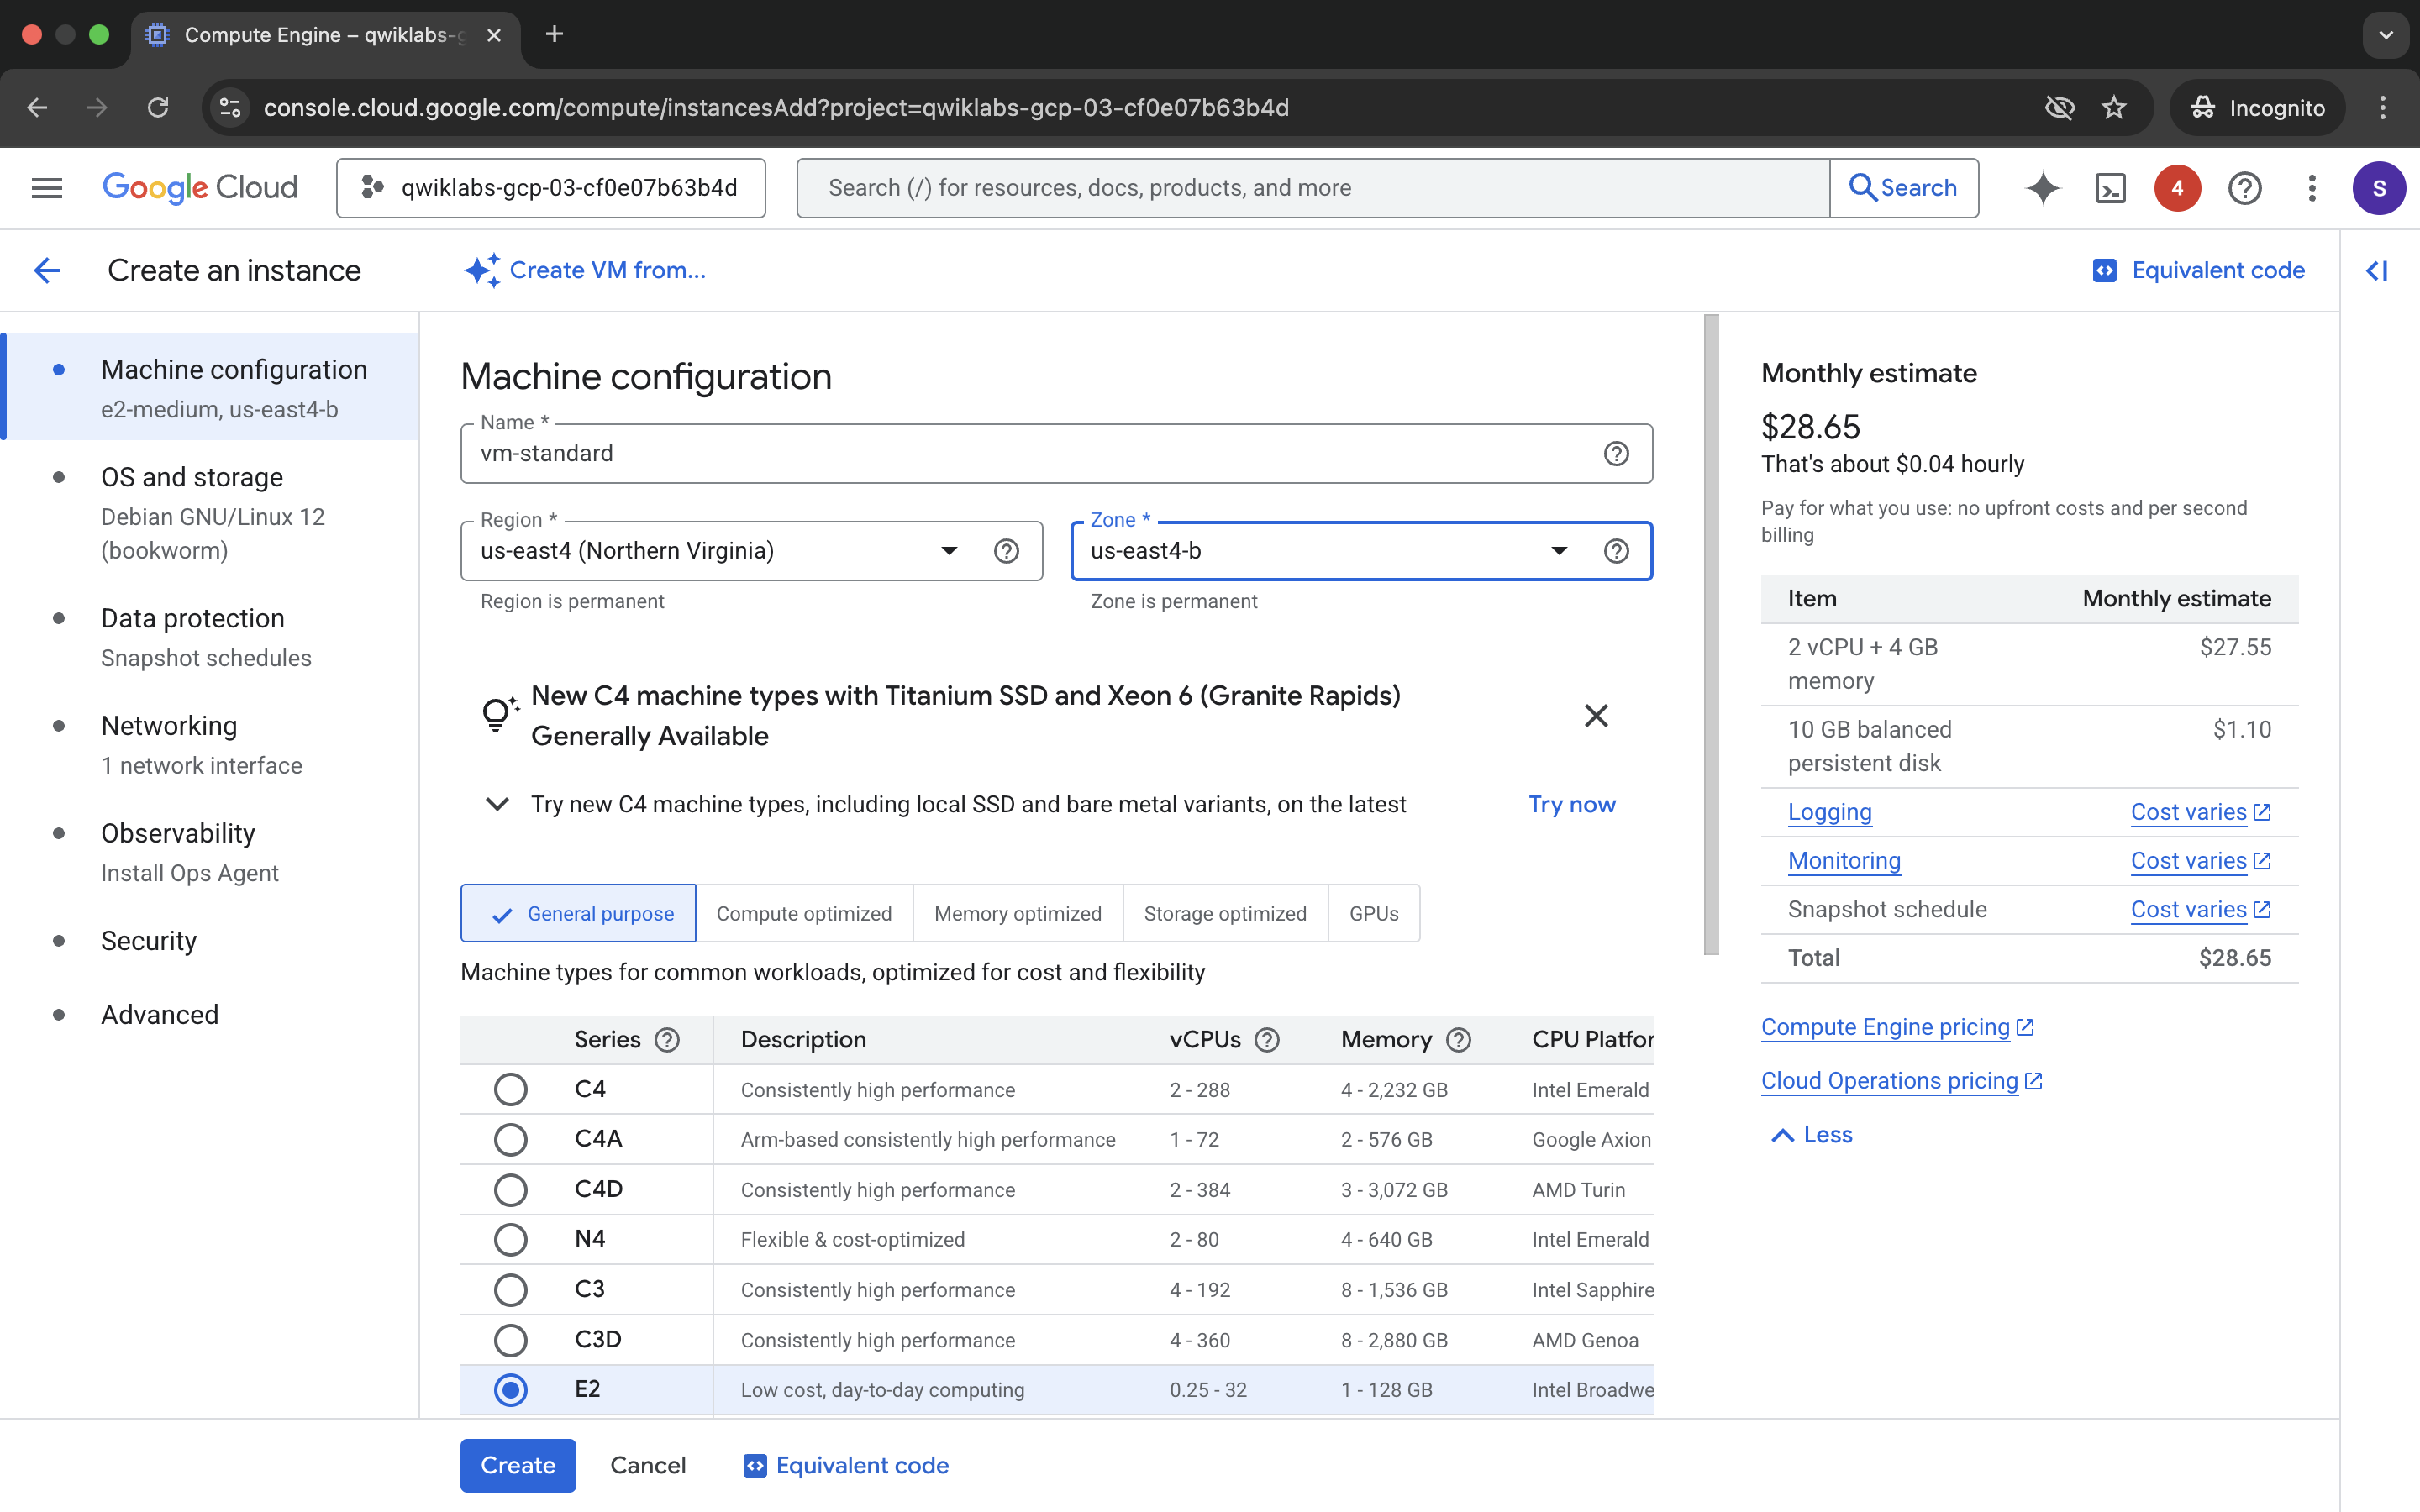 Compute Engine – qwiklabs-g
console.cloud.google.com/compute/instancesAdd?project=qwiklabs-gcp-03-cf0e07b63b4d
Incognito
Google Cloud
qwiklabs-gcp-03-cf0e07b63b4d
Search (/) for resources, docs, products, and more
Search
4
S
Create an instance
Create VM from...
Equivalent code
Machine configuration
e2-medium, us-east4-b
OS and storage
Debian GNU/Linux 12
(bookworm)
Data protection
Snapshot schedules
Networking
1 network interface
Observability
Install Ops Agent
Security
Advanced
Machine configuration
Name *
vm-standard
Region *
us-east4 (Northern Virginia)
Region is permanent
Zone *
us-east4-b
Zone is permanent
New C4 machine types with Titanium SSD and Xeon 6 (Granite Rapids)
Generally Available
Try new C4 machine types, including local SSD and bare metal variants, on the latest
Try now
General purpose
Compute optimized
Memory optimized
Storage optimized
GPUs
Machine types for common workloads, optimized for cost and flexibility
Series Description vCPUs Memory CPU Platfor
C4 Consistently high performance 2 - 288 4 - 2,232 GB Intel Emerald
C4A Arm-based consistently high performance 1 - 72 2 - 576 GB Google Axion
C4D Consistently high performance 2 - 384 3 - 3,072 GB AMD Turin
N4 Flexible & cost-optimized 2 - 80 4 - 640 GB Intel Emerald
C3 Consistently high performance 4 - 192 8 - 1,536 GB Intel Sapphire
C3D Consistently high performance 4 - 360 8 - 2,880 GB AMD Genoa
E2 Low cost, day-to-day computing 0.25 - 32 1 - 128 GB Intel Broadwe
Create
Cancel
Equivalent code
Monthly estimate
$28.65
That's about $0.04 hourly
Pay for what you use: no upfront costs and per second
billing
Item Monthly estimate
2 vCPU + 4 GB $27.55
memory
10 GB balanced $1.10
persistent disk
Logging Cost varies
Monitoring Cost varies
Snapshot schedule Cost varies
Total $28.65
Compute Engine pricing
Cloud Operations pricing
Less